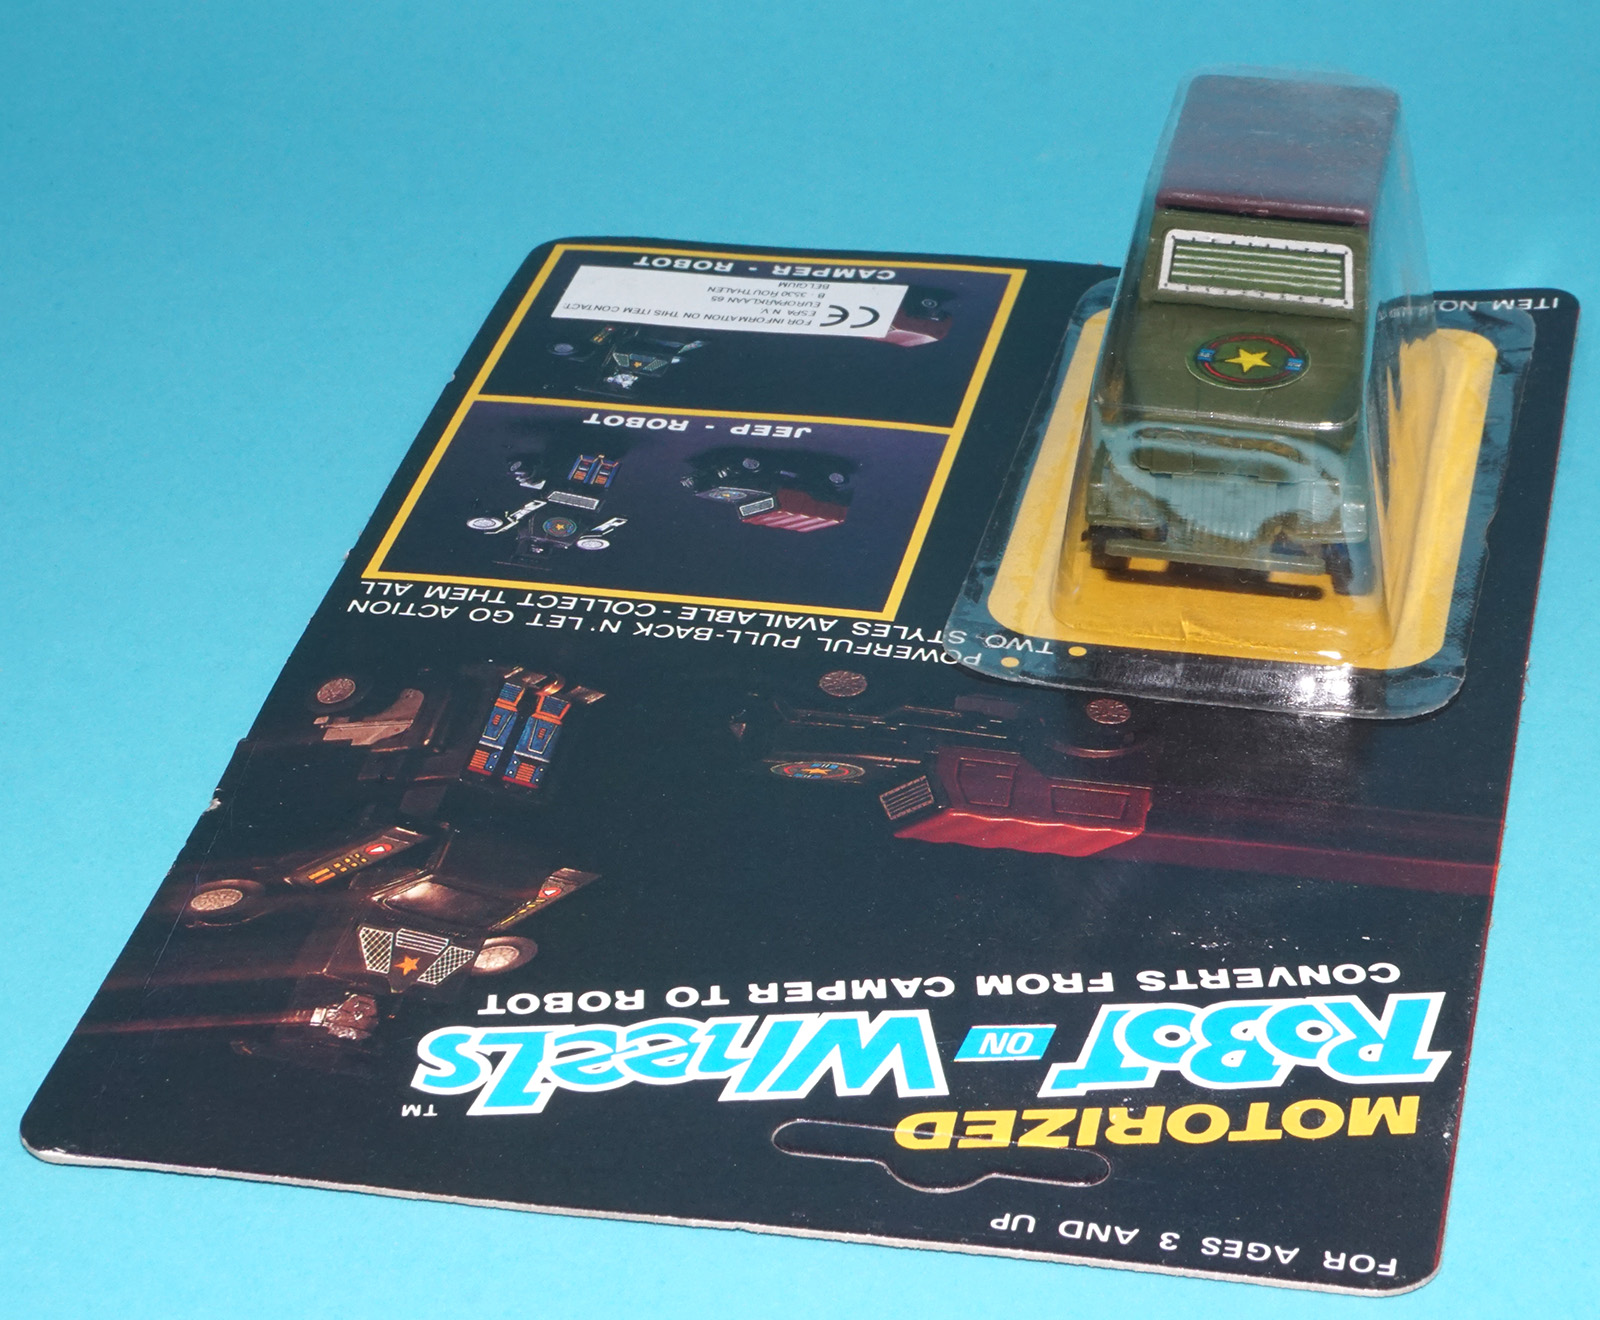 FOR AGES 3 AND UP
MOTORIZED
ROBOT ON WHEELS ™
CONVERTS FROM CAMPER TO ROBOT
• POWERFUL PULL-BACK N' LET GO ACTION
• TWO STYLES AVAILABLE - COLLECT THEM ALL
JEEP - ROBOT
CAMPER - ROBOT
CE
FOR INFORMATION ON THIS ITEM CONTACT:
ESPA N V
EUROPARKLAAN 65
B - 3530 HOUTHALEN
BELGIUM
ITEM NO.